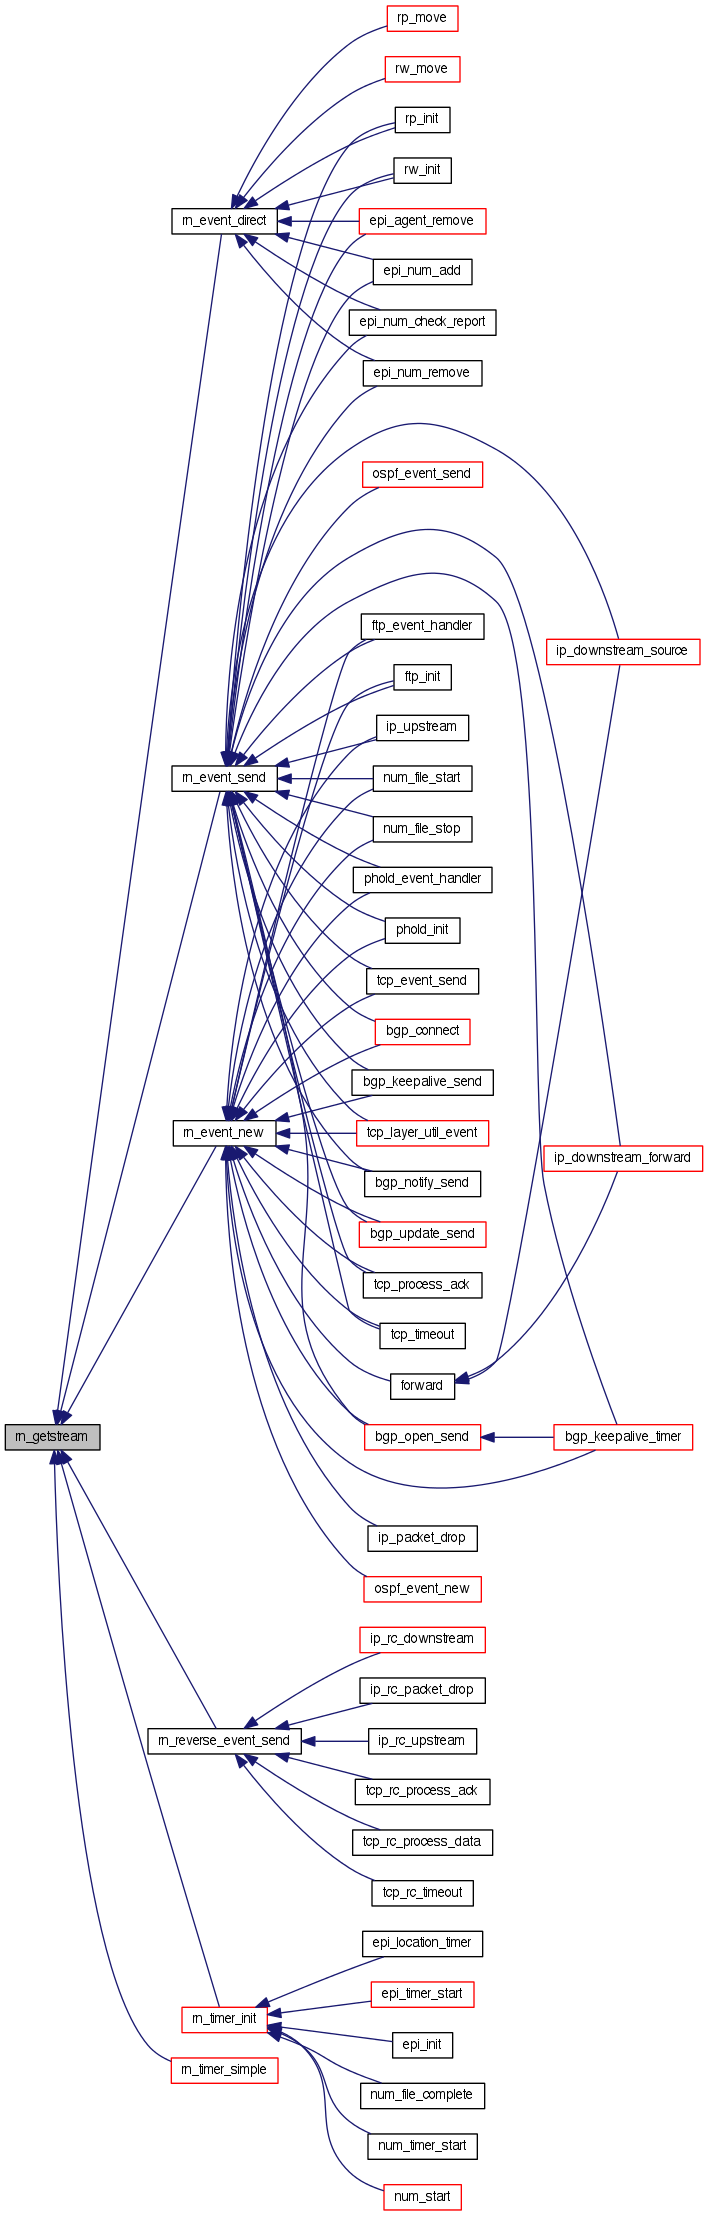 rp_move
rw_move
rp_init
rw_init
rn_event_direct
epi_agent_remove
epi_num_add
epi_num_check_report
epi_num_remove
ospf_event_send
ftp_event_handler
ip_downstream_source
ftp_init
ip_upstream
rn_event_send
num_file_start
num_file_stop
phold_event_handler
phold_init
tcp_event_send
bgp_connect
bgp_keepalive_send
rn_event_new
tcp_layer_util_event
ip_downstream_forward
bgp_notify_send
bgp_update_send
tcp_process_ack
tcp_timeout
forward
rn_getstream
bgp_open_send
bgp_keepalive_timer
ip_packet_drop
ospf_event_new
ip_rc_downstream
ip_rc_packet_drop
rn_reverse_event_send
ip_rc_upstream
tcp_rc_process_ack
tcp_rc_process_data
tcp_rc_timeout
epi_location_timer
epi_timer_start
rn_timer_init
epi_init
rn_timer_simple
num_file_complete
num_timer_start
num_start